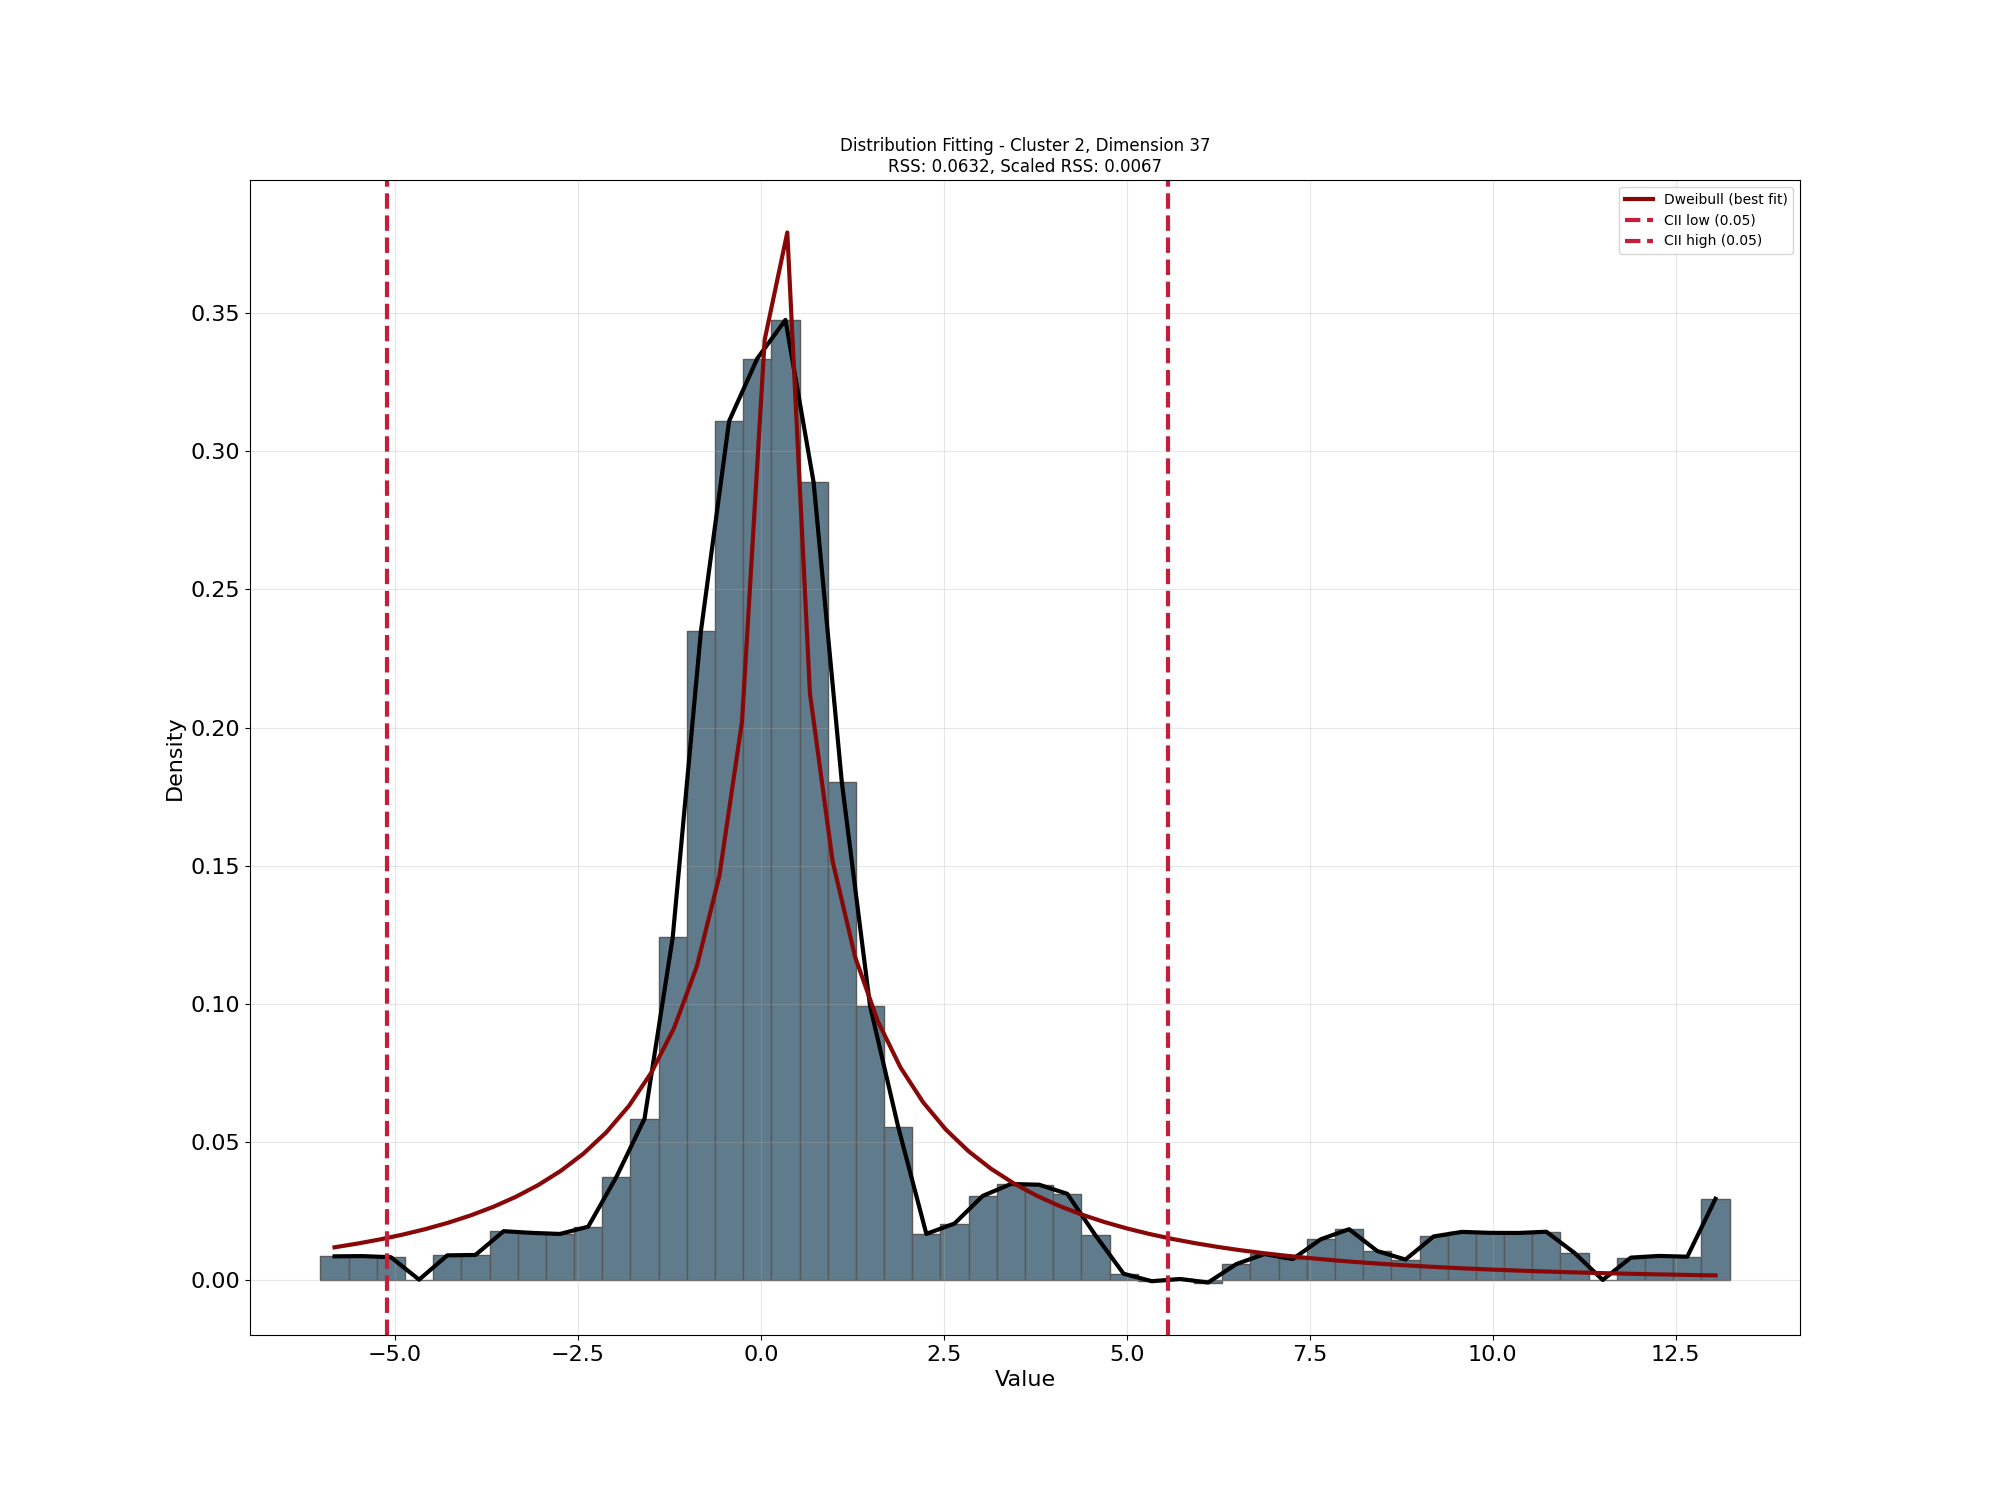 Distribution Fitting - Cluster 2, Dimension 37
RSS: 0.0632, Scaled RSS: 0.0067
Dweibull (best fit)
CII low (0.05)
CII high (0.05)
Density
0.35
0.30
0.25
0.20
0.15
0.10
0.05
0.00
−5.0 −2.5 0.0 2.5 5.0 7.5 10.0 12.5
Value